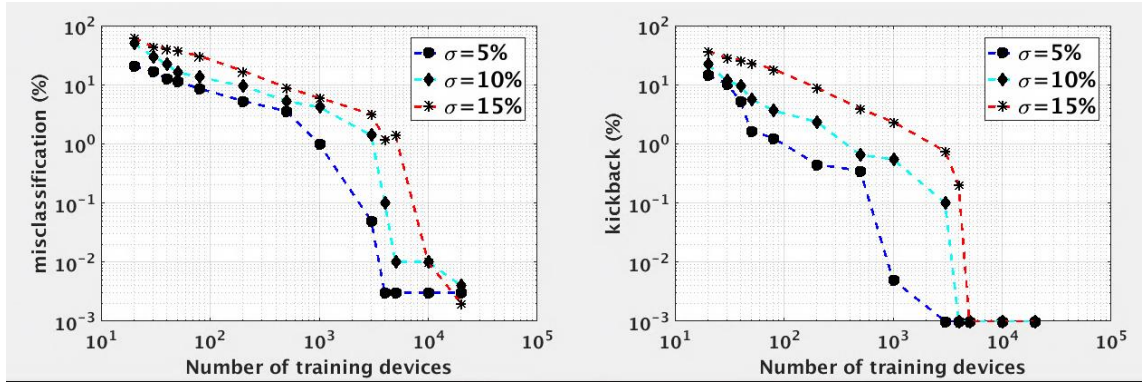 10^2
10^1
10^0
10^-1
10^-2
10^-3
misclassification (%)
σ=5%
σ=10%
σ=15%
10^1 10^2 10^3 10^4 10^5
Number of training devices
10^2
10^1
10^0
10^-1
10^-2
10^-3
kickback (%)
σ=5%
σ=10%
σ=15%
10^1 10^2 10^3 10^4 10^5
Number of training devices